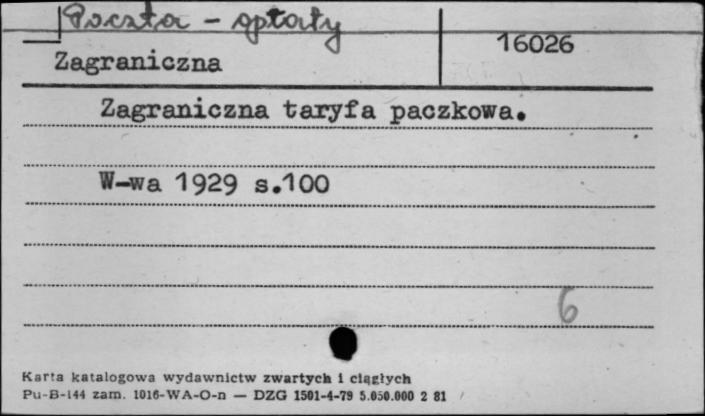 Poczta - opłaty
16026
Zagraniczna
Zagraniczna taryfa paczkowa.
W-wa 1929 s.100
6
Karta katalogowa wydawnictw zwartych i ciągłych
Pu-B-144 zam. 1016-WA-O-n — DZG 1501-4-79 5.050.000 2 81